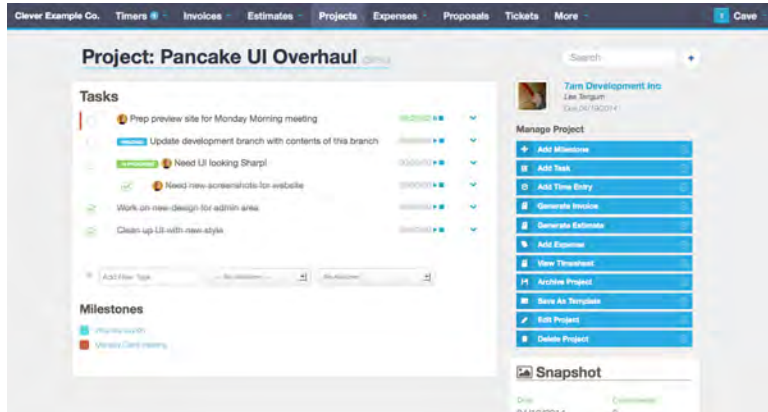 Clever Example Co. Timers Invoices Estimates Projects Expenses Proposals Tickets More Cave
Project: Pancake UI Overhaul
Search
Tasks
Prep preview site for Monday Morning meeting
Update development branch with contents of this branch
Need UI looking Sharp!
Need new screenshots for website
Work on new design for admin area
Clean up UI with new style
Add New Task
Milestones
7am Development Inc
Manage Project
Add Milestone
Add Task
Add Time Entry
Generate Invoice
Generate Estimate
Add Expense
View Timesheet
Archive Project
Save As Template
Edit Project
Delete Project
Snapshot